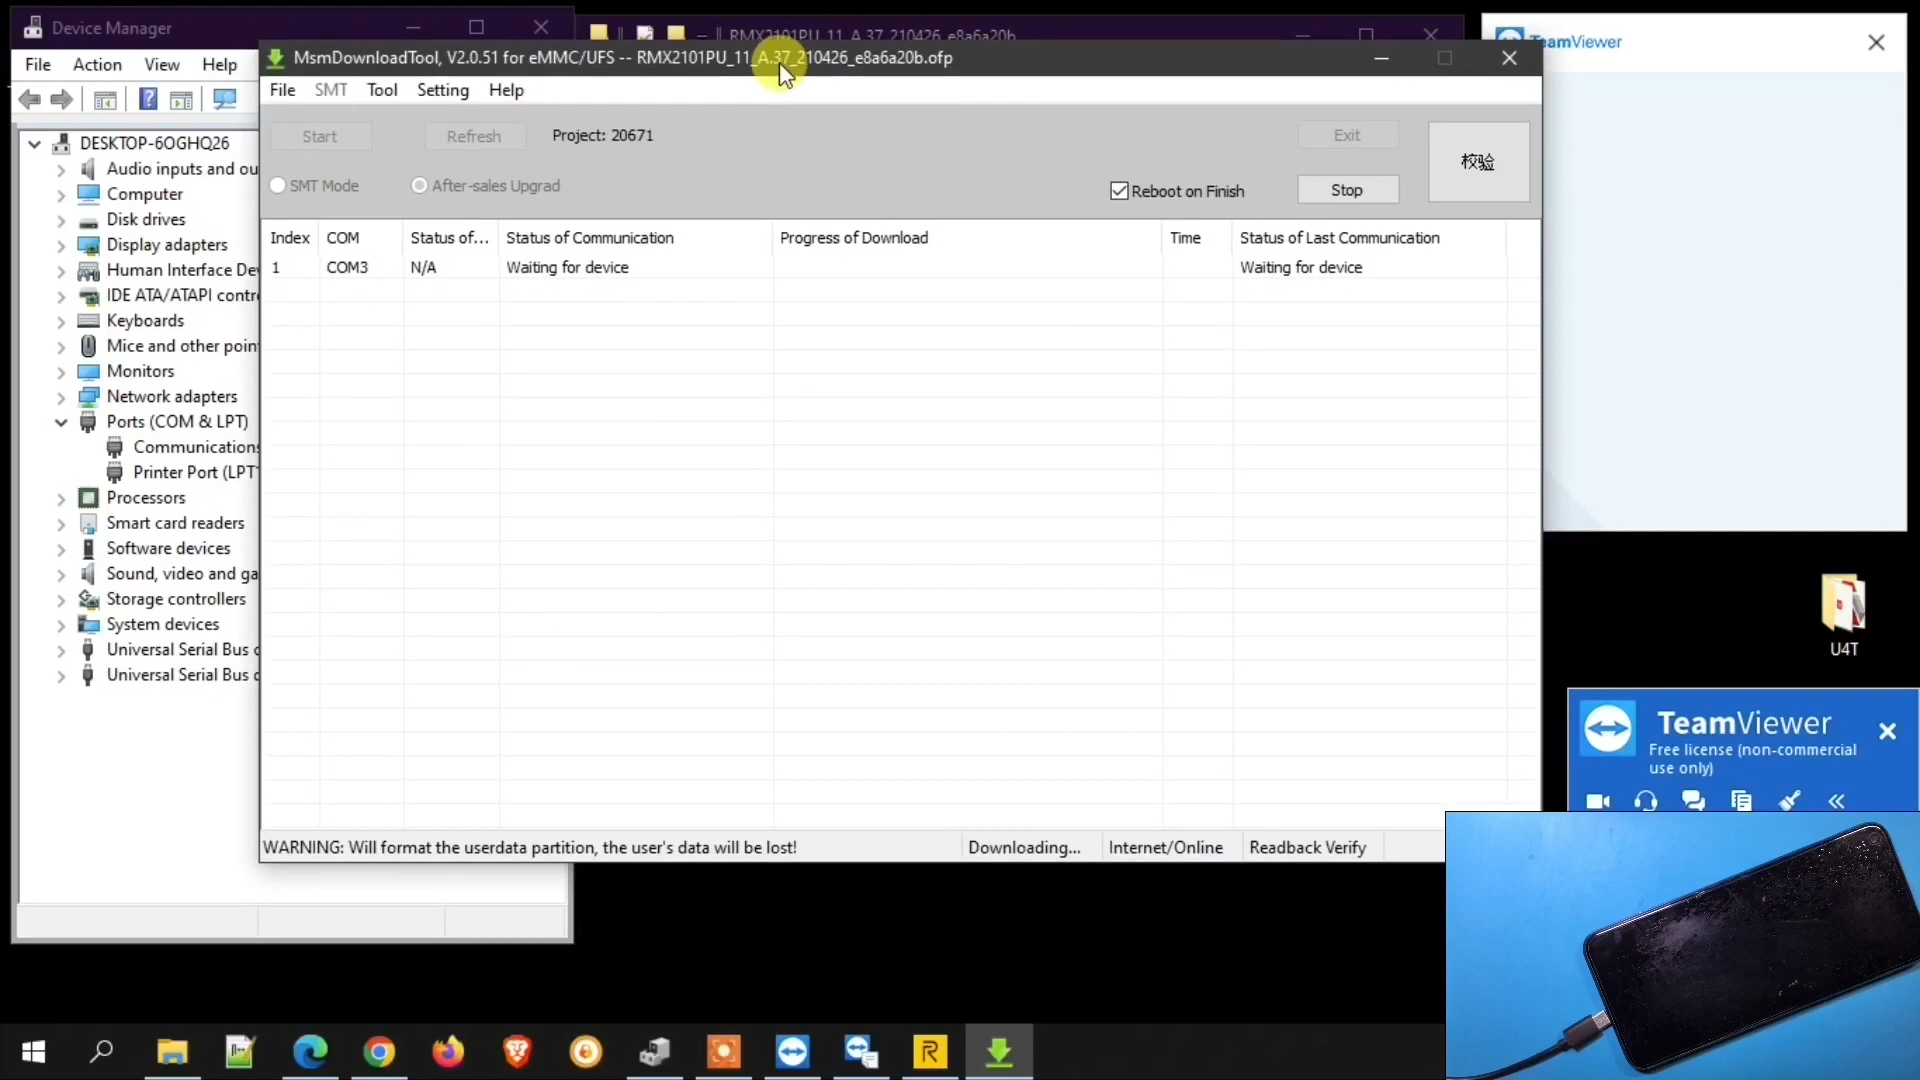 Device Manager
File Action View Help
DESKTOP-6OGHQ26
Audio inputs and ou
Computer
Disk drives
Display adapters
Human Interface De
IDE ATA/ATAPI contr
Keyboards
Mice and other poin
Monitors
Network adapters
Ports (COM & LPT)
Communications
Printer Port (LPT
Processors
Smart card readers
Software devices
Sound, video and ga
Storage controllers
System devices
Universal Serial Bus c
Universal Serial Bus c
RMX2101PU_11_A.37_210426_e8a6a20b
MsmDownloadTool, V2.0.51 for eMMC/UFS -- RMX2101PU_11_A.37_210426_e8a6a20b.ofp
File SMT Tool Setting Help
Start Refresh Project: 20671 Exit
校验
SMT Mode After-sales Upgrad Reboot on Finish Stop
Index COM Status of... Status of Communication Progress of Download Time Status of Last Communication
1 COM3 N/A Waiting for device Waiting for device
WARNING: Will format the userdata partition, the user's data will be lost! Downloading... Internet/Online Readback Verify
TeamViewer
U4T
TeamViewer
Free license (non-commercial
use only)